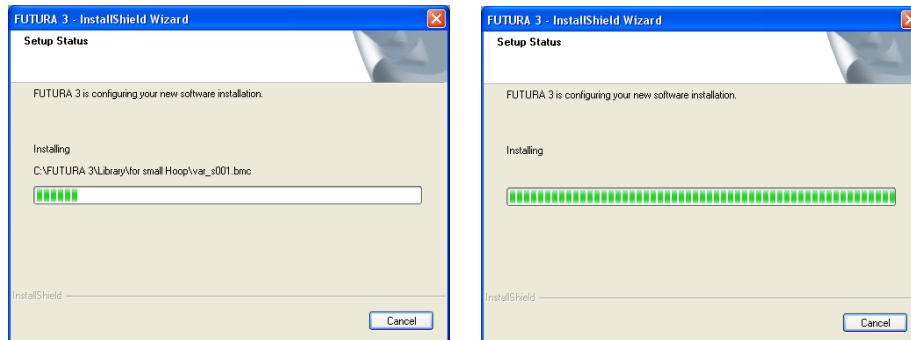 FUTURA 3 - InstallShield Wizard
Setup Status
FUTURA 3 is configuring your new software installation.
Installing
C:\FUTURA 3\Library\for small Hoop\var_s001.bmc
InstallShield
Cancel
FUTURA 3 - InstallShield Wizard
Setup Status
FUTURA 3 is configuring your new software installation.
Installing
InstallShield
Cancel